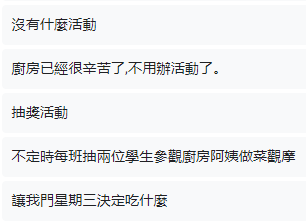 沒有什麼活動
廚房已經很辛苦了,不用辦活動了。
抽獎活動
不定時每班抽兩位學生參觀廚房阿姨做菜觀摩
讓我門星期三決定吃什麼